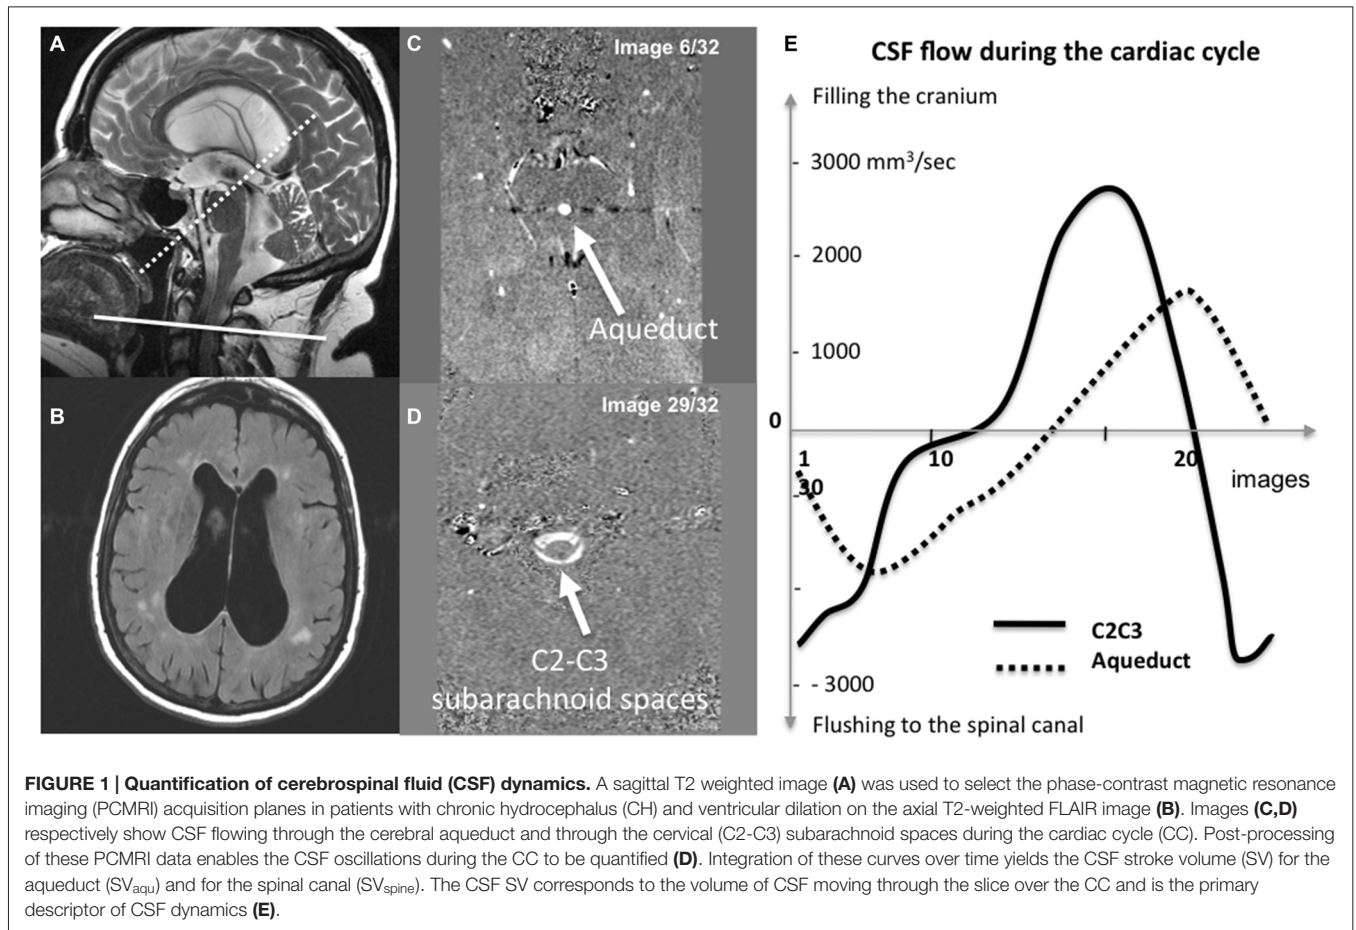 A
C
Image 6/32
Aqueduct
B
D
Image 29/32
C2-C3
subarachnoid spaces
E
CSF flow during the cardiac cycle
Filling the cranium
- 3000 mm³/sec
- 2000
- 1000
0
1
10
20
30
images
-
C2C3
Aqueduct
- - 3000
Flushing to the spinal canal
FIGURE 1 | Quantification of cerebrospinal fluid (CSF) dynamics. A sagittal T2 weighted image (A) was used to select the phase-contrast magnetic resonance
imaging (PCMRI) acquisition planes in patients with chronic hydrocephalus (CH) and ventricular dilation on the axial T2-weighted FLAIR image (B). Images (C,D)
respectively show CSF flowing through the cerebral aqueduct and through the cervical (C2-C3) subarachnoid spaces during the cardiac cycle (CC). Post-processing
of these PCMRI data enables the CSF oscillations during the CC to be quantified (D). Integration of these curves over time yields the CSF stroke volume (SV) for the
aqueduct (SVaqu) and for the spinal canal (SVspine). The CSF SV corresponds to the volume of CSF moving through the slice over the CC and is the primary
descriptor of CSF dynamics (E).